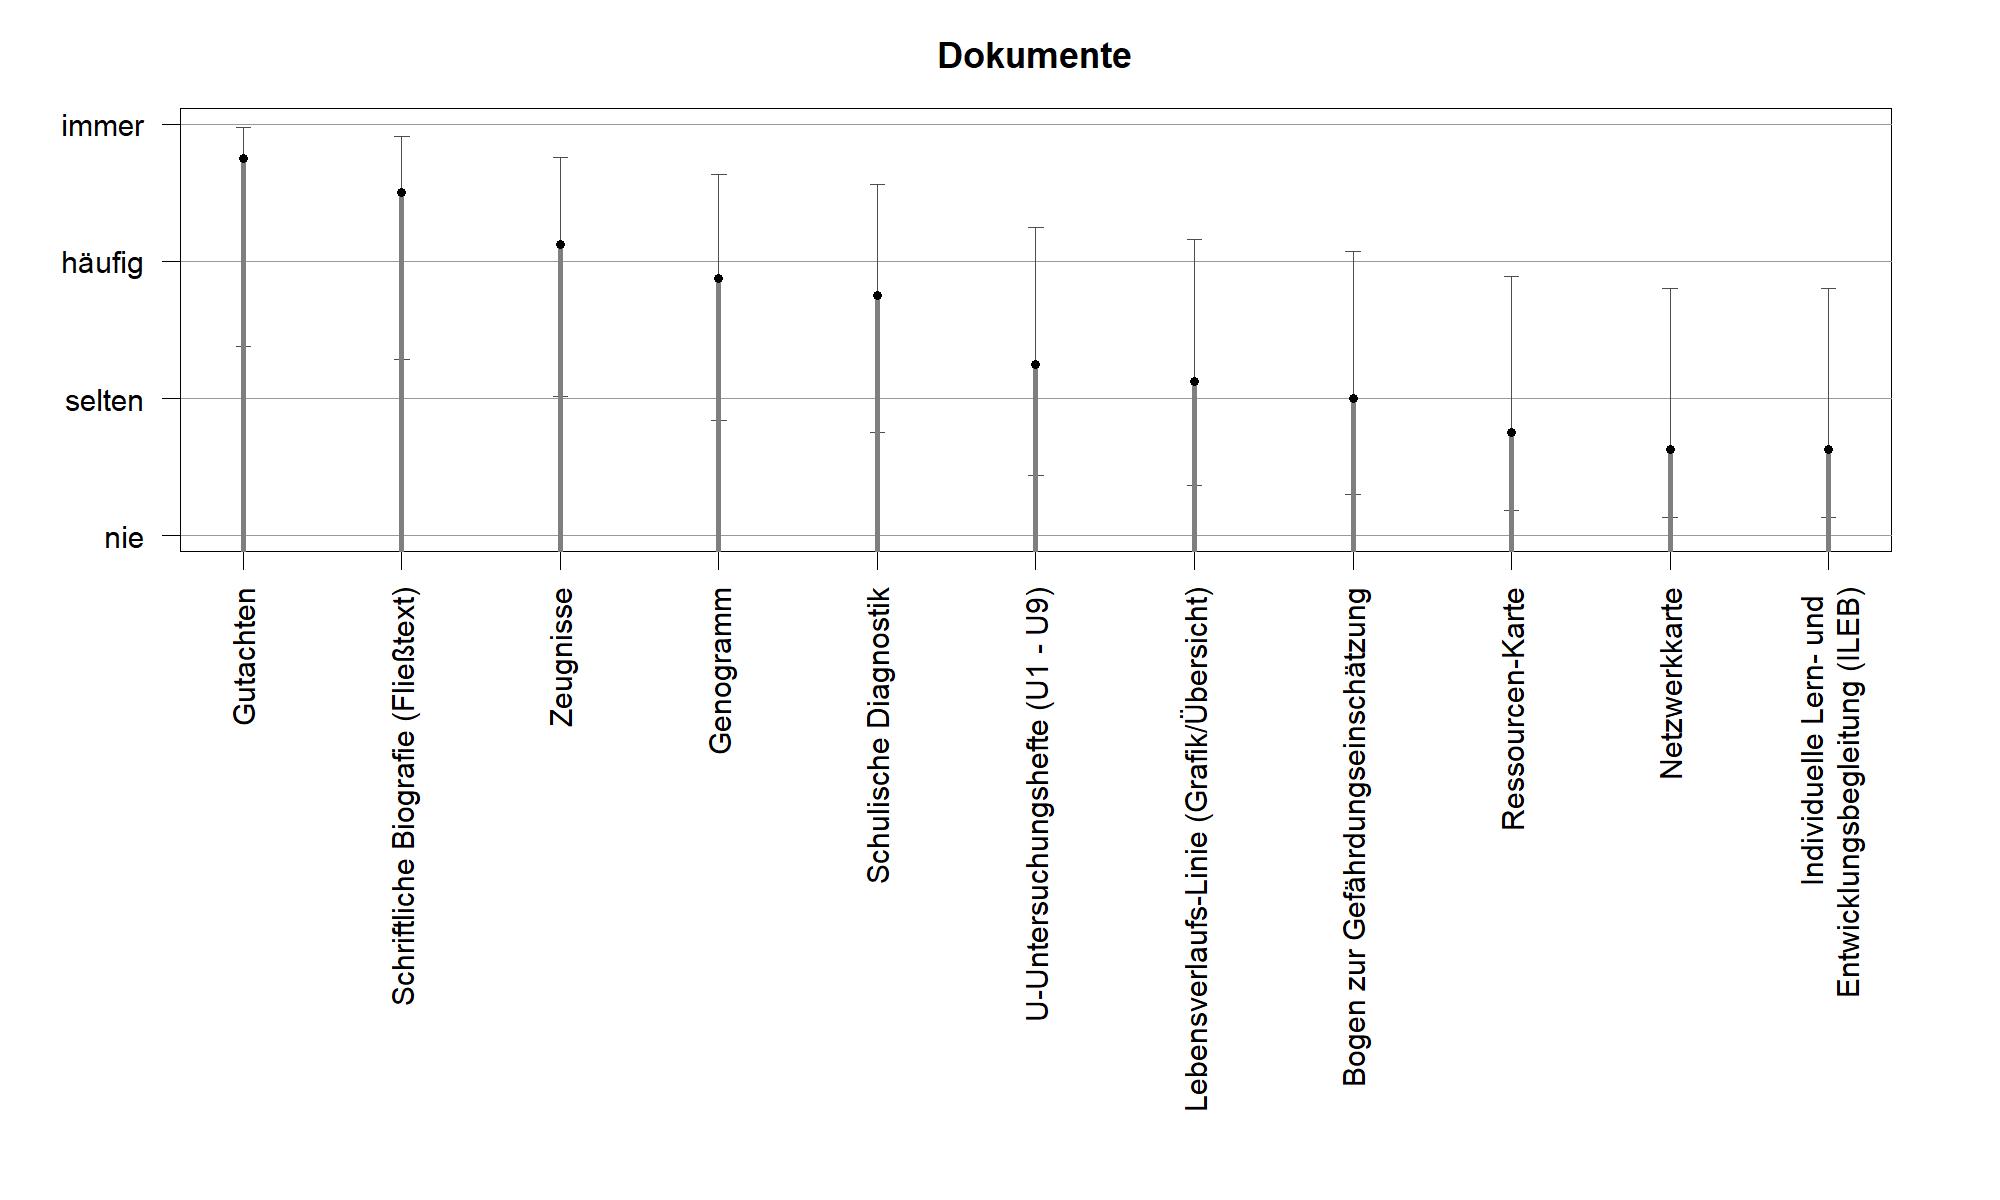 Dokumente
immer
häufig
selten
nie
Gutachten
Schriftliche Biografie (Fließtext)
Zeugnisse
Genogramm
Schulische Diagnostik
U-Untersuchungshefte (U1 - U9)
Lebensverlaufs-Linie (Grafik/Übersicht)
Bogen zur Gefährdungseinschätzung
Ressourcen-Karte
Netzwerkkarte
Individuelle Lern- und
Entwicklungsbegleitung (ILEB)